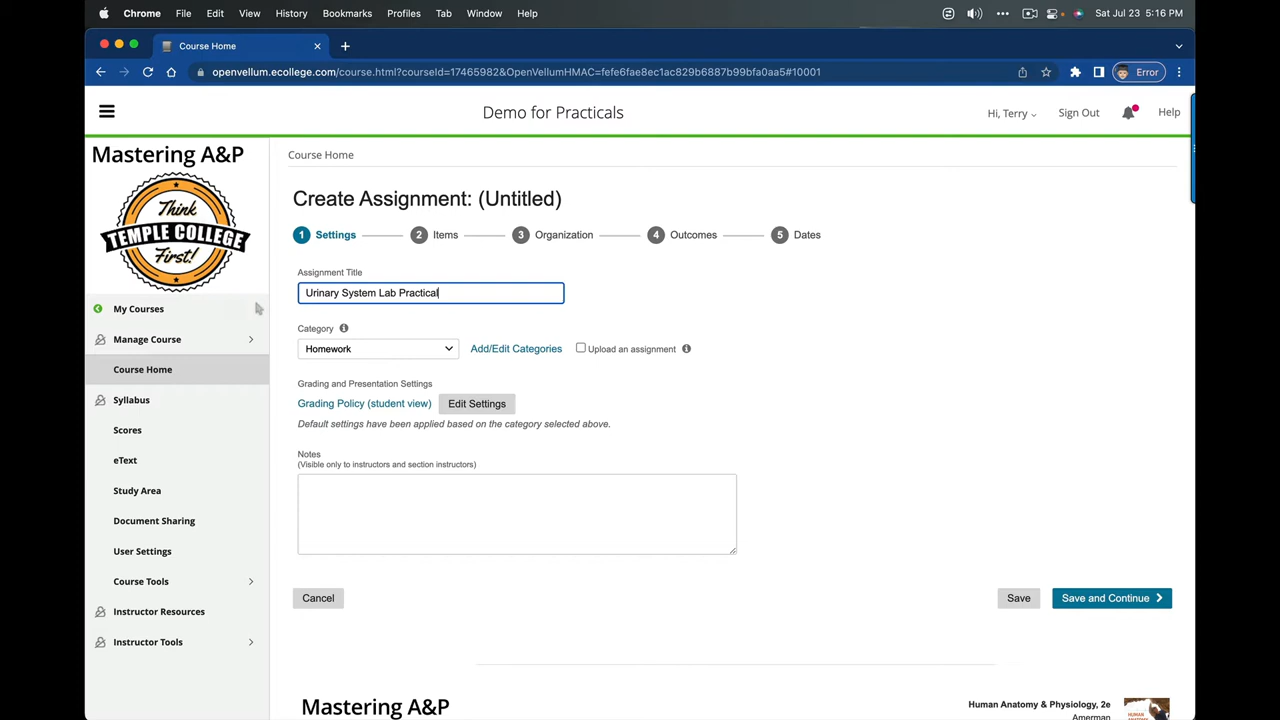 Chrome File Edit View History Bookmarks Profiles Tab Window Help Sat Jul 23 5:16 PM
Course Home
openvellum.ecollege.com/course.html?courseId=17465982&OpenVellumHMAC=fefe6fae8ec1ac829b6887b99bfa0aa5#10001 Error
Demo for Practicals Hi, Terry Sign Out Help
Mastering A&P
Think
TEMPLE COLLEGE
First!
My Courses
Manage Course
Course Home
Syllabus
Scores
eText
Study Area
Document Sharing
User Settings
Course Tools
Instructor Resources
Instructor Tools
Course Home
Create Assignment: (Untitled)
1 Settings 2 Items 3 Organization 4 Outcomes 5 Dates
Assignment Title
Urinary System Lab Practical
Category
Homework Add/Edit Categories Upload an assignment
Grading and Presentation Settings
Grading Policy (student view) Edit Settings
Default settings have been applied based on the category selected above.
Notes
(Visible only to instructors and section instructors)
Cancel Save Save and Continue
Mastering A&P
Human Anatomy & Physiology, 2e
Amerman